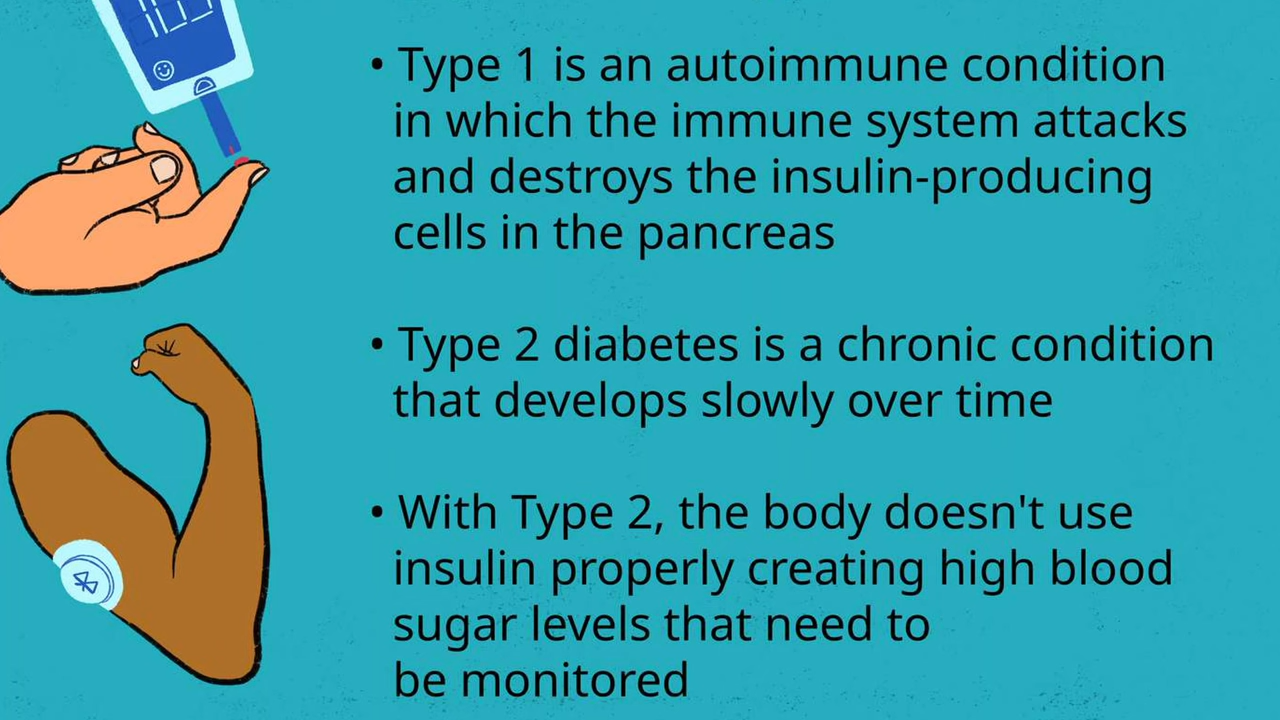 • Type 1 is an autoimmune condition
in which the immune system attacks
and destroys the insulin-producing
cells in the pancreas
• Type 2 diabetes is a chronic condition
that develops slowly over time
• With Type 2, the body doesn't use
insulin properly creating high blood
sugar levels that need to
be monitored